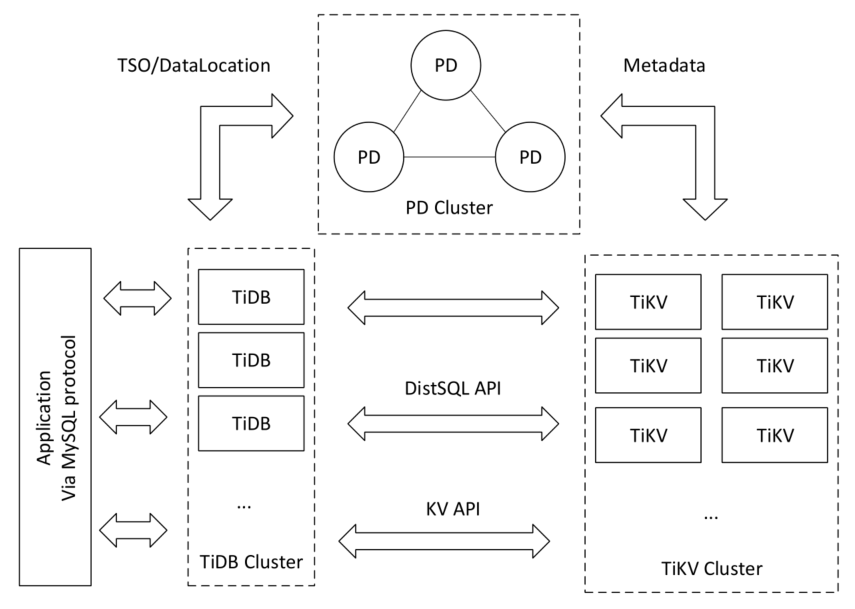 TSO/DataLocation
PD
Metadata
PD
PD
PD Cluster
Application
Via MySQL protocol
TiDB
TiDB
TiDB
...
TiDB Cluster
DistSQL API
KV API
TiKV
TiKV
TiKV
TiKV
TiKV
TiKV
...
TiKV Cluster